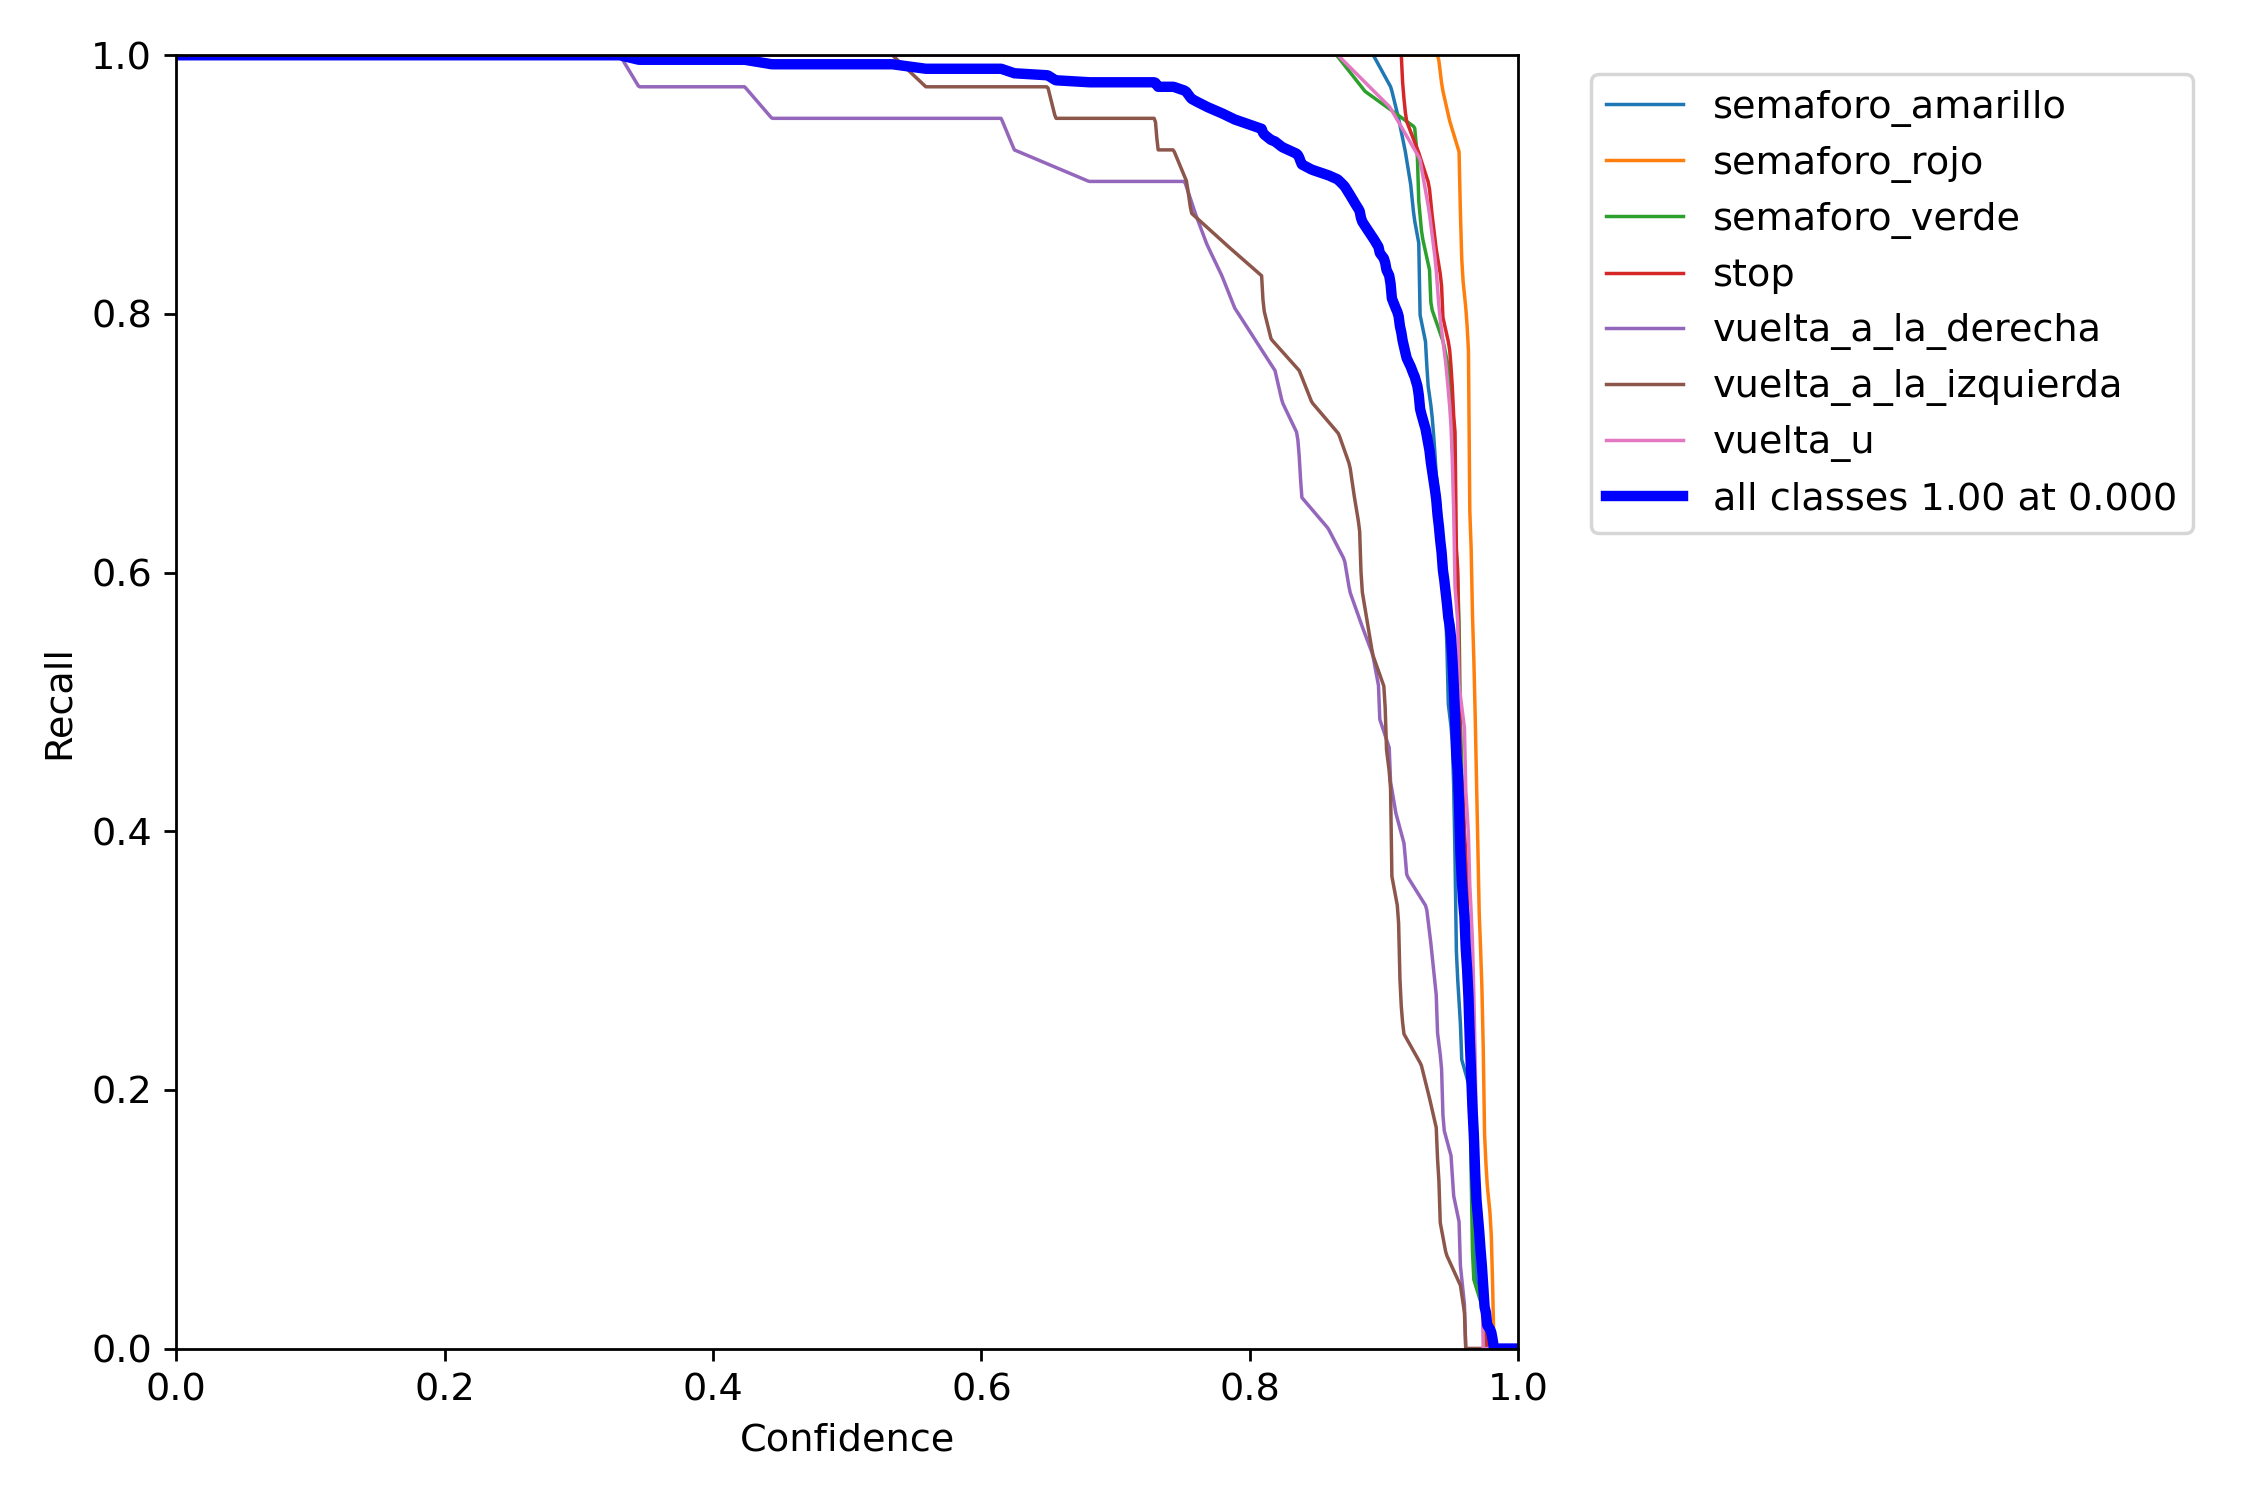 1.0
0.8
0.6
0.4
0.2
0.0
Recall
0.0 0.2 0.4 0.6 0.8 1.0
Confidence
semaforo_amarillo
semaforo_rojo
semaforo_verde
stop
vuelta_a_la_derecha
vuelta_a_la_izquierda
vuelta_u
all classes 1.00 at 0.000